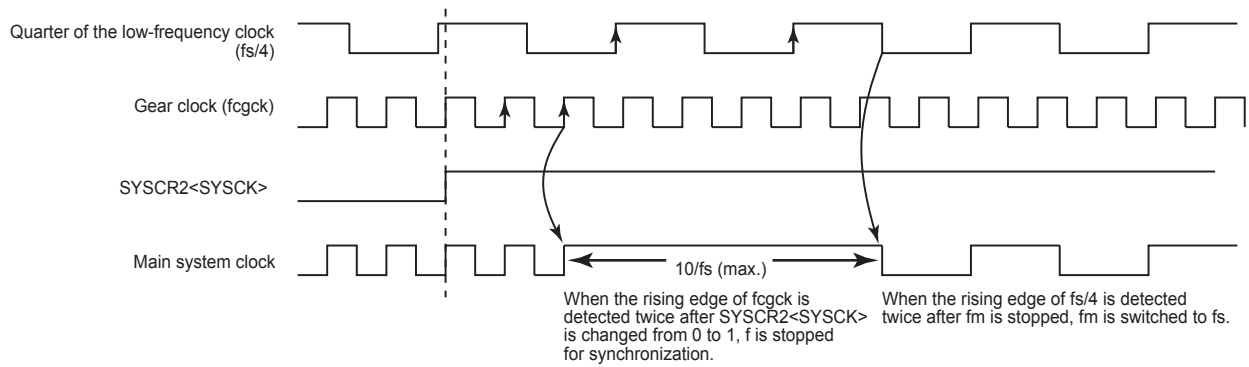 Quarter of the low-frequency clock
(fs/4)
Gear clock (fcgck)
SYSCR2<SYSCK>
Main system clock
10/fs (max.)
When the rising edge of fcgck is
detected twice after SYSCR2<SYSCK>
is changed from 0 to 1, f is stopped
for synchronization.
When the rising edge of fs/4 is detected
twice after fm is stopped, fm is switched to fs.